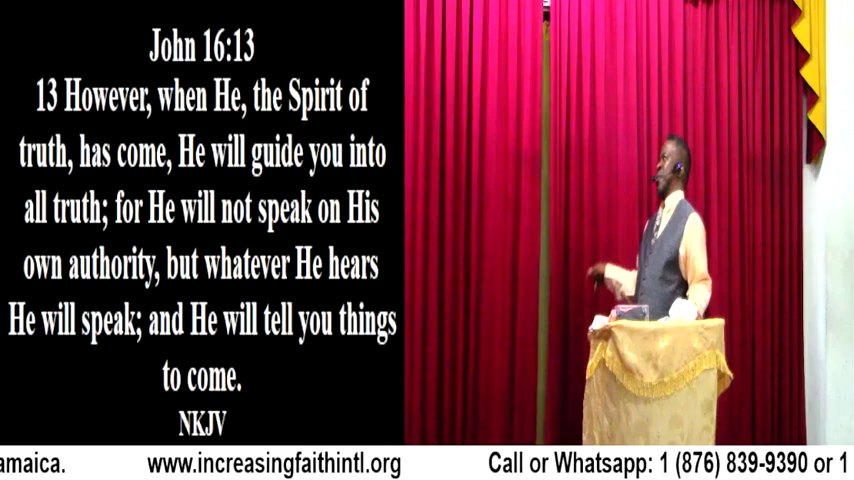 John 16:13
13 However, when He, the Spirit of
truth, has come, He will guide you into
all truth; for He will not speak on His
own authority, but whatever He hears
He will speak; and He will tell you things
to come.
NKJV
amaica. www.increasingfaithintl.org Call or Whatsapp: 1 (876) 839-9390 or 1